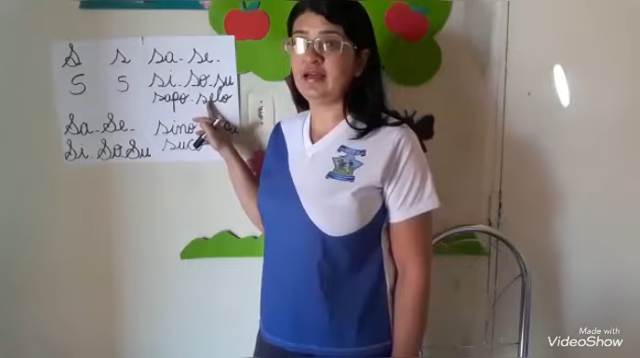 S s sa - se -
S s si - so - su
sapo - selo
Sa - Se - sino
Si - So Su
Made with
VideoShow